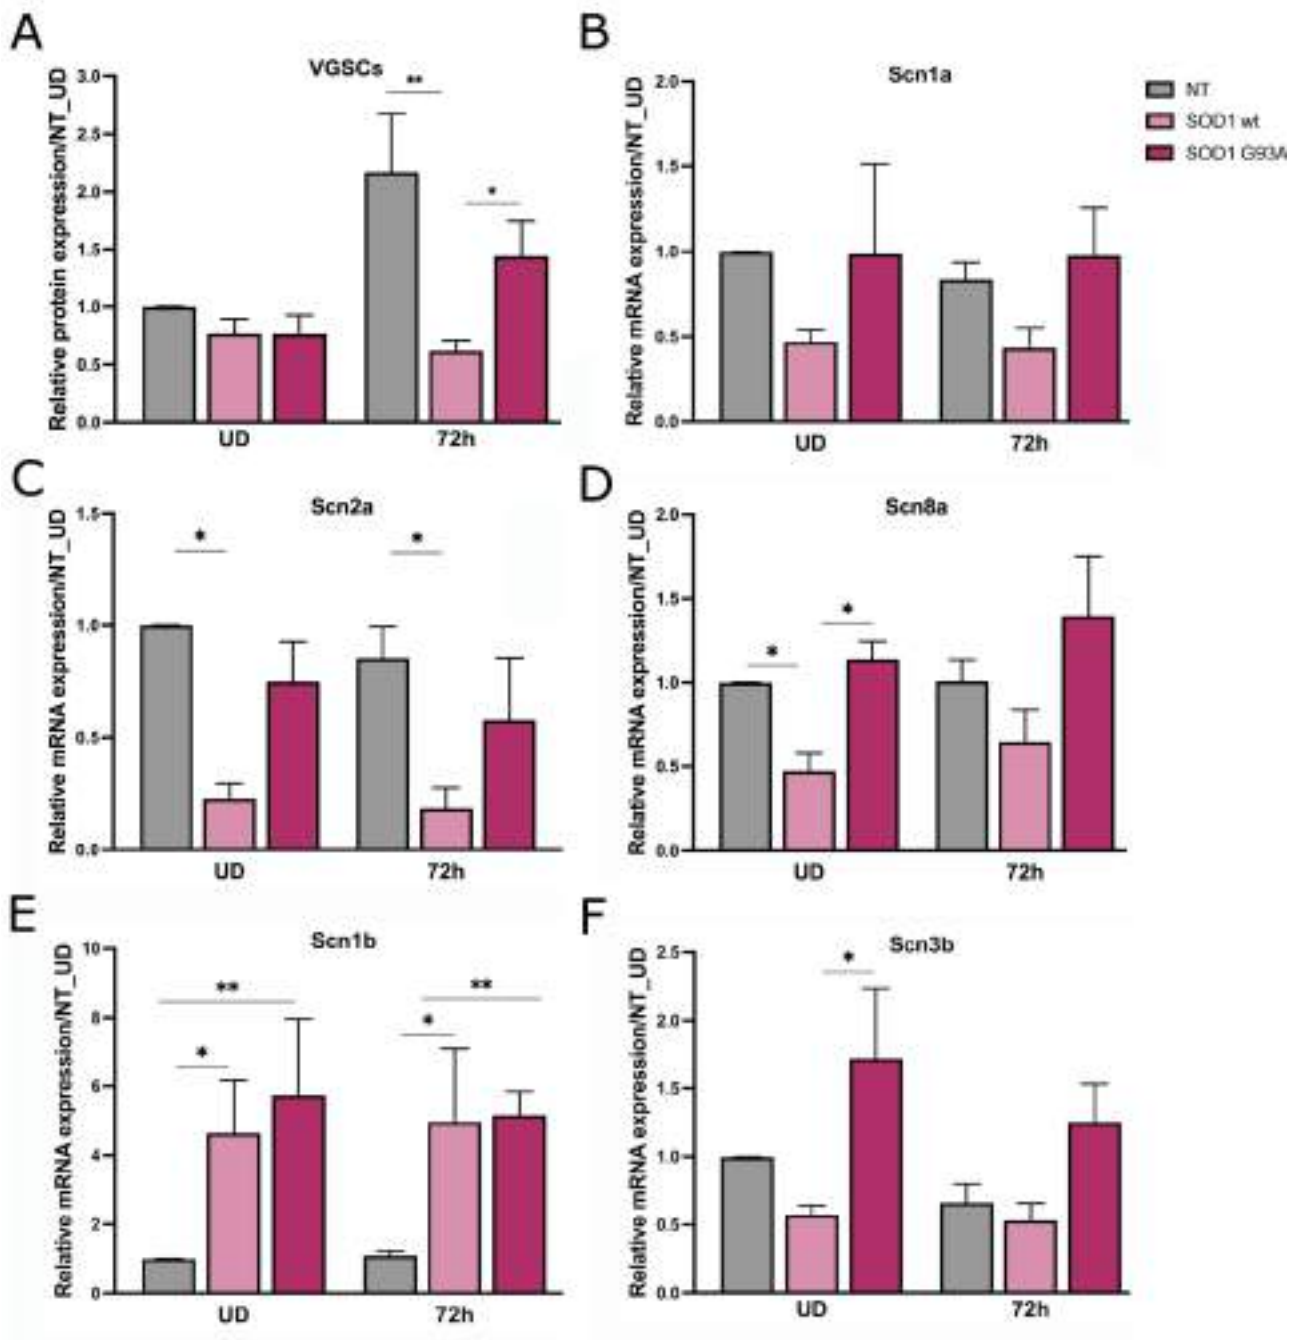 A
VGSCs
Relative protein expression/NT_UD
3.0
2.5
2.0
1.5
1.0
0.5
0.0
**
*
UD
72h
B
Scn1a
Relative mRNA expression/NT_UD
2.0
1.5
1.0
0.5
0.0
UD
72h
NT
SOD1 wt
SOD1 G93A
C
Scn2a
Relative mRNA expression/NT_UD
1.5
1.0
0.5
0.0
*
*
UD
72h
D
Scn8a
Relative mRNA expression/NT_UD
2.0
1.5
1.0
0.5
0.0
*
*
UD
72h
E
Scn1b
Relative mRNA expression/NT_UD
10
8
6
4
2
0
**
*
**
*
UD
72h
F
Scn3b
Relative mRNA expression/NT_UD
2.5
2.0
1.5
1.0
0.5
0.0
*
UD
72h